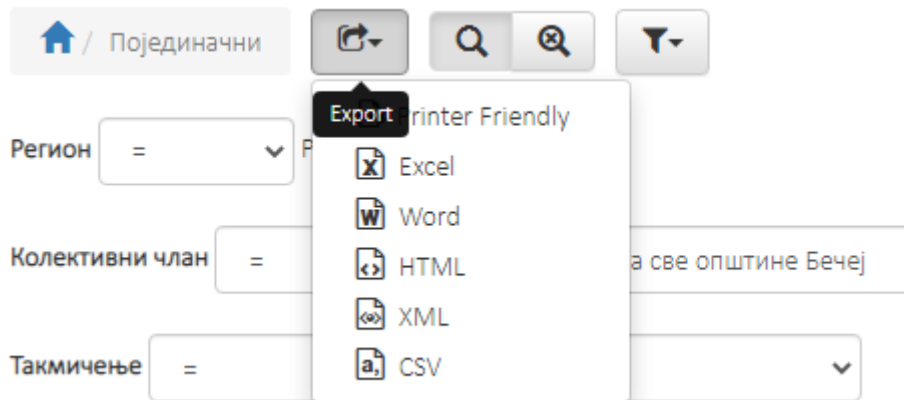 / Појединачни
Export
Printer Friendly
Регион =
Excel
Word
Колективни члан = а све општине Бечеј
HTML
XML
Такмичење =
CSV